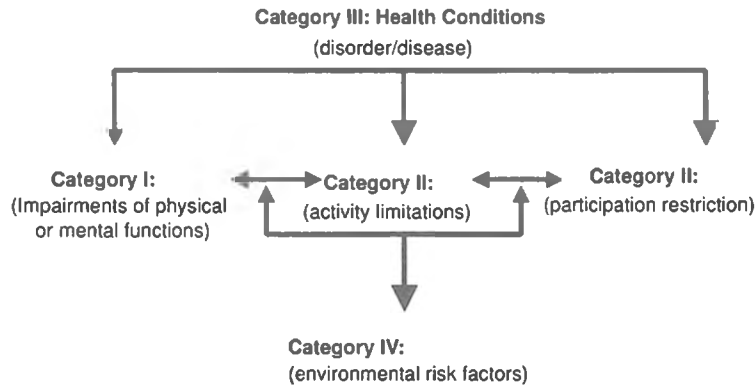 Category III: Health Conditions
(disorder/disease)
Category I:
(Impairments of physical
or mental functions)
Category II:
(activity limitations)
Category II:
(participation restriction)
Category IV:
(environmental risk factors)